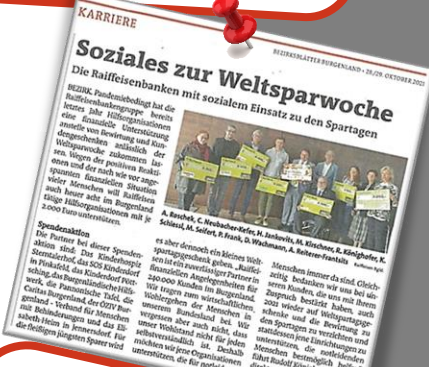 KARRIERE
BEZIRKSBLÄTTER BURGENLAND • 28./29. OKTOBER 2021
Soziales zur Weltsparwoche
Die Raiffeisenbanken mit sozialem Einsatz zu den Spartagen
BEZIRK. Pandemiebedingt hat die
Raiffeisenbankengruppe bereits
letztes Jahr Hilfsorganisationen
eine finanzielle Unterstützung
anstelle von Bewirtung und Kun-
dengeschenken anlässlich der
Weltsparwoche zukommen las-
sen. Wegen der positiven Reakti-
onen und der nach wie vor ange-
spannten finanziellen Situation
vieler Menschen will Raiffeisen
auch heuer acht im Burgenland
tätige Hilfsorganisationen mit je
2.000 Euro unterstützen.
Spendenaktion
Die Partner bei dieser Spenden-
aktion sind: Das Kinderhospiz
Sterntalerhof, das SOS Kinderdorf
in Pinkafeld, das Kinderdorf Pött-
sching, das Burgenländische Hilfs-
werk, die Pannonische Tafel, die
Caritas Burgenland, der ÖZIV Bur-
genland - Verband für Menschen
mit Behinderungen und das Eli-
sabeth Heim in Jennersdorf. Für
die fleißigen jüngsten Sparer wird
A. Raschek, C. Neubacher-Kefer, H. Jankovits, M. Kirschner, R. Königshofer, K.
Schiessl, M. Seifert, P. Frank, D. Wachmann, A. Reiterer-Frantsits
es aber dennoch ein kleines Welt-
spartagsgeschenk geben. „Raiffei-
sen ist ein zuverlässiger Partner in
finanziellen Angelegenheiten für
240.000 Kunden im Burgenland.
Wir tragen zum wirtschaftlichen
Wohlergehen der Menschen in
unserem Bundesland bei. Wir
vergessen aber auch nicht, dass
unser Wohlstand nicht für jeden
selbstverständlich ist. Deshalb
möchten wir jene Organisationen
unterstützen, die für notlei
Menschen immer da sind. Gleich-
zeitig bedanken wir uns bei un-
seren Kunden, die uns mit Ihrem
Zuspruch bestärkt haben, auch
2021 wieder auf Weltspartagsge-
schenke und die Bewirtung zu
den Spartagen zu verzichten und
stattdessen jene Einrichtungen zu
unterstützen, die notleidenden
Menschen bestmöglich
führt Rudolf